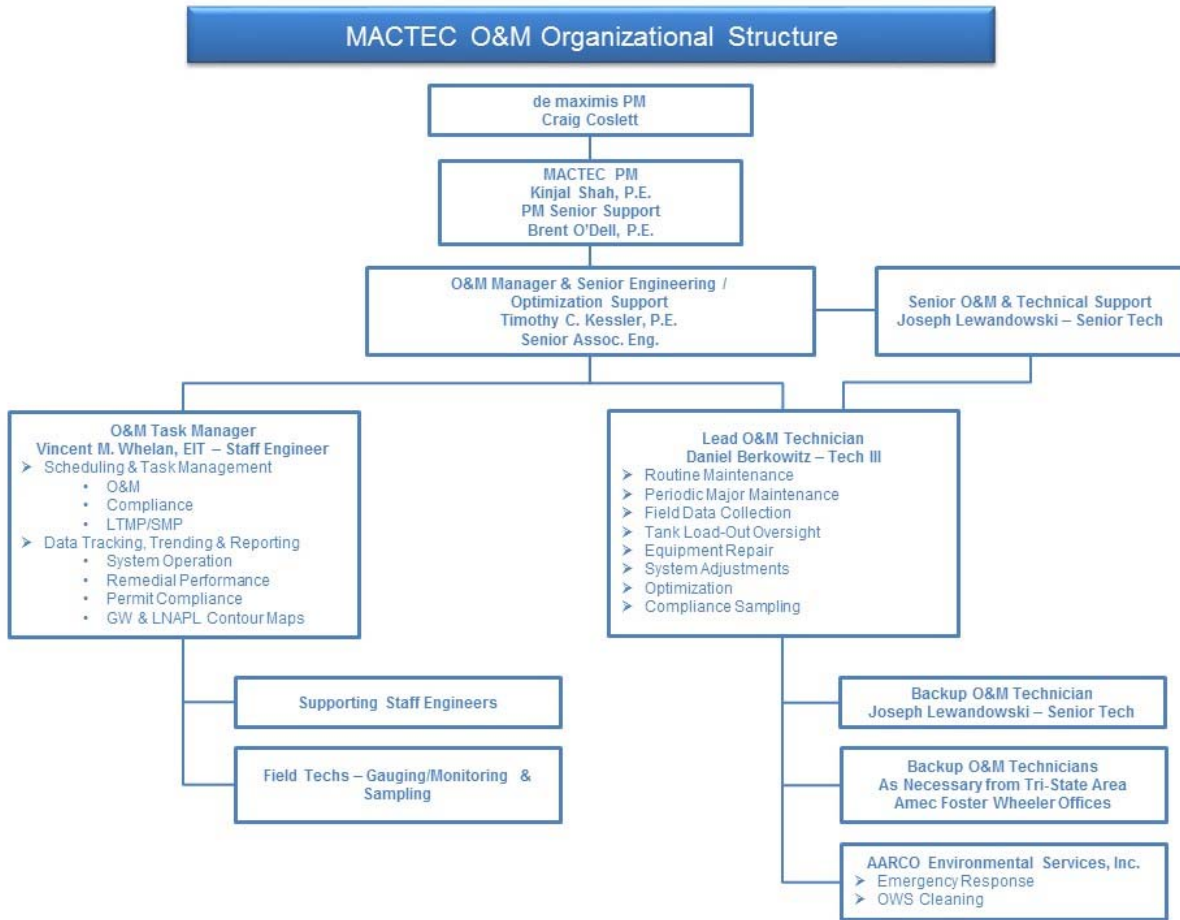 MACTEC O&M Organizational Structure
de maximis PM
Craig Coslett
MACTEC PM
Kinjal Shah, P.E.
PM Senior Support
Brent O'Dell, P.E.
O&M Manager & Senior Engineering /
Optimization Support
Timothy C. Kessler, P.E.
Senior Assoc. Eng.
Senior O&M & Technical Support
Joseph Lewandowski – Senior Tech
O&M Task Manager
Vincent M. Whelan, EIT – Staff Engineer
➢ Scheduling & Task Management
• O&M
• Compliance
• LTMP/SMP
➢ Data Tracking, Trending & Reporting
• System Operation
• Remedial Performance
• Permit Compliance
• GW & LNAPL Contour Maps
Lead O&M Technician
Daniel Berkowitz – Tech III
➢ Routine Maintenance
➢ Periodic Major Maintenance
➢ Field Data Collection
➢ Tank Load-Out Oversight
➢ Equipment Repair
➢ System Adjustments
➢ Optimization
➢ Compliance Sampling
Supporting Staff Engineers
Field Techs – Gauging/Monitoring &
Sampling
Backup O&M Technician
Joseph Lewandowski – Senior Tech
Backup O&M Technicians
As Necessary from Tri-State Area
Amec Foster Wheeler Offices
AARCO Environmental Services, Inc.
➢ Emergency Response
➢ OWS Cleaning